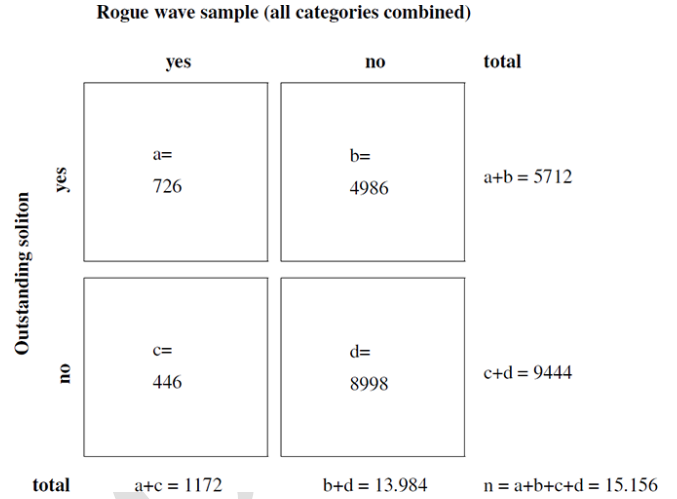 Rogue wave sample (all categories combined)
yes no total
a= b=
726 4986
a+b = 5712
yes
Outstanding soliton
c= d=
446 8998
c+d = 9444
no
total a+c = 1172 b+d = 13.984 n = a+b+c+d = 15.156